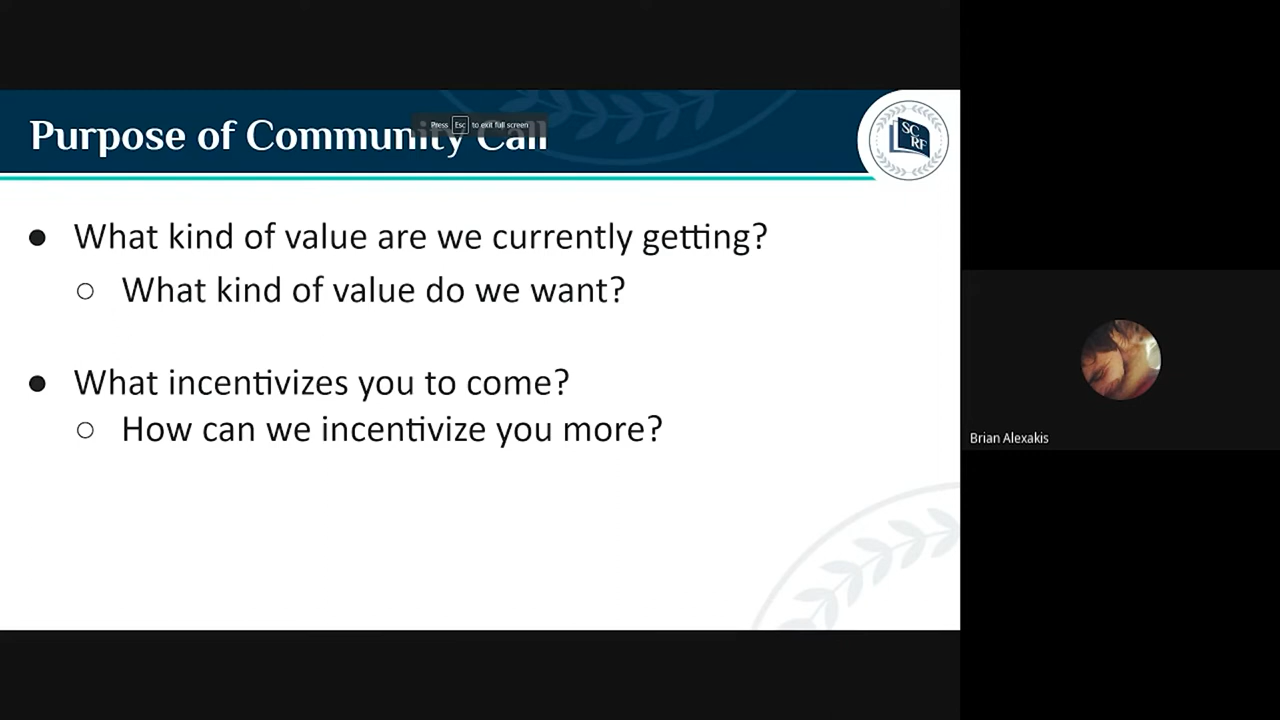 Purpose of Community Call
Press Esc to exit full screen
SC
RF
What kind of value are we currently getting?
What kind of value do we want?
What incentivizes you to come?
How can we incentivize you more?
Brian Alexakis